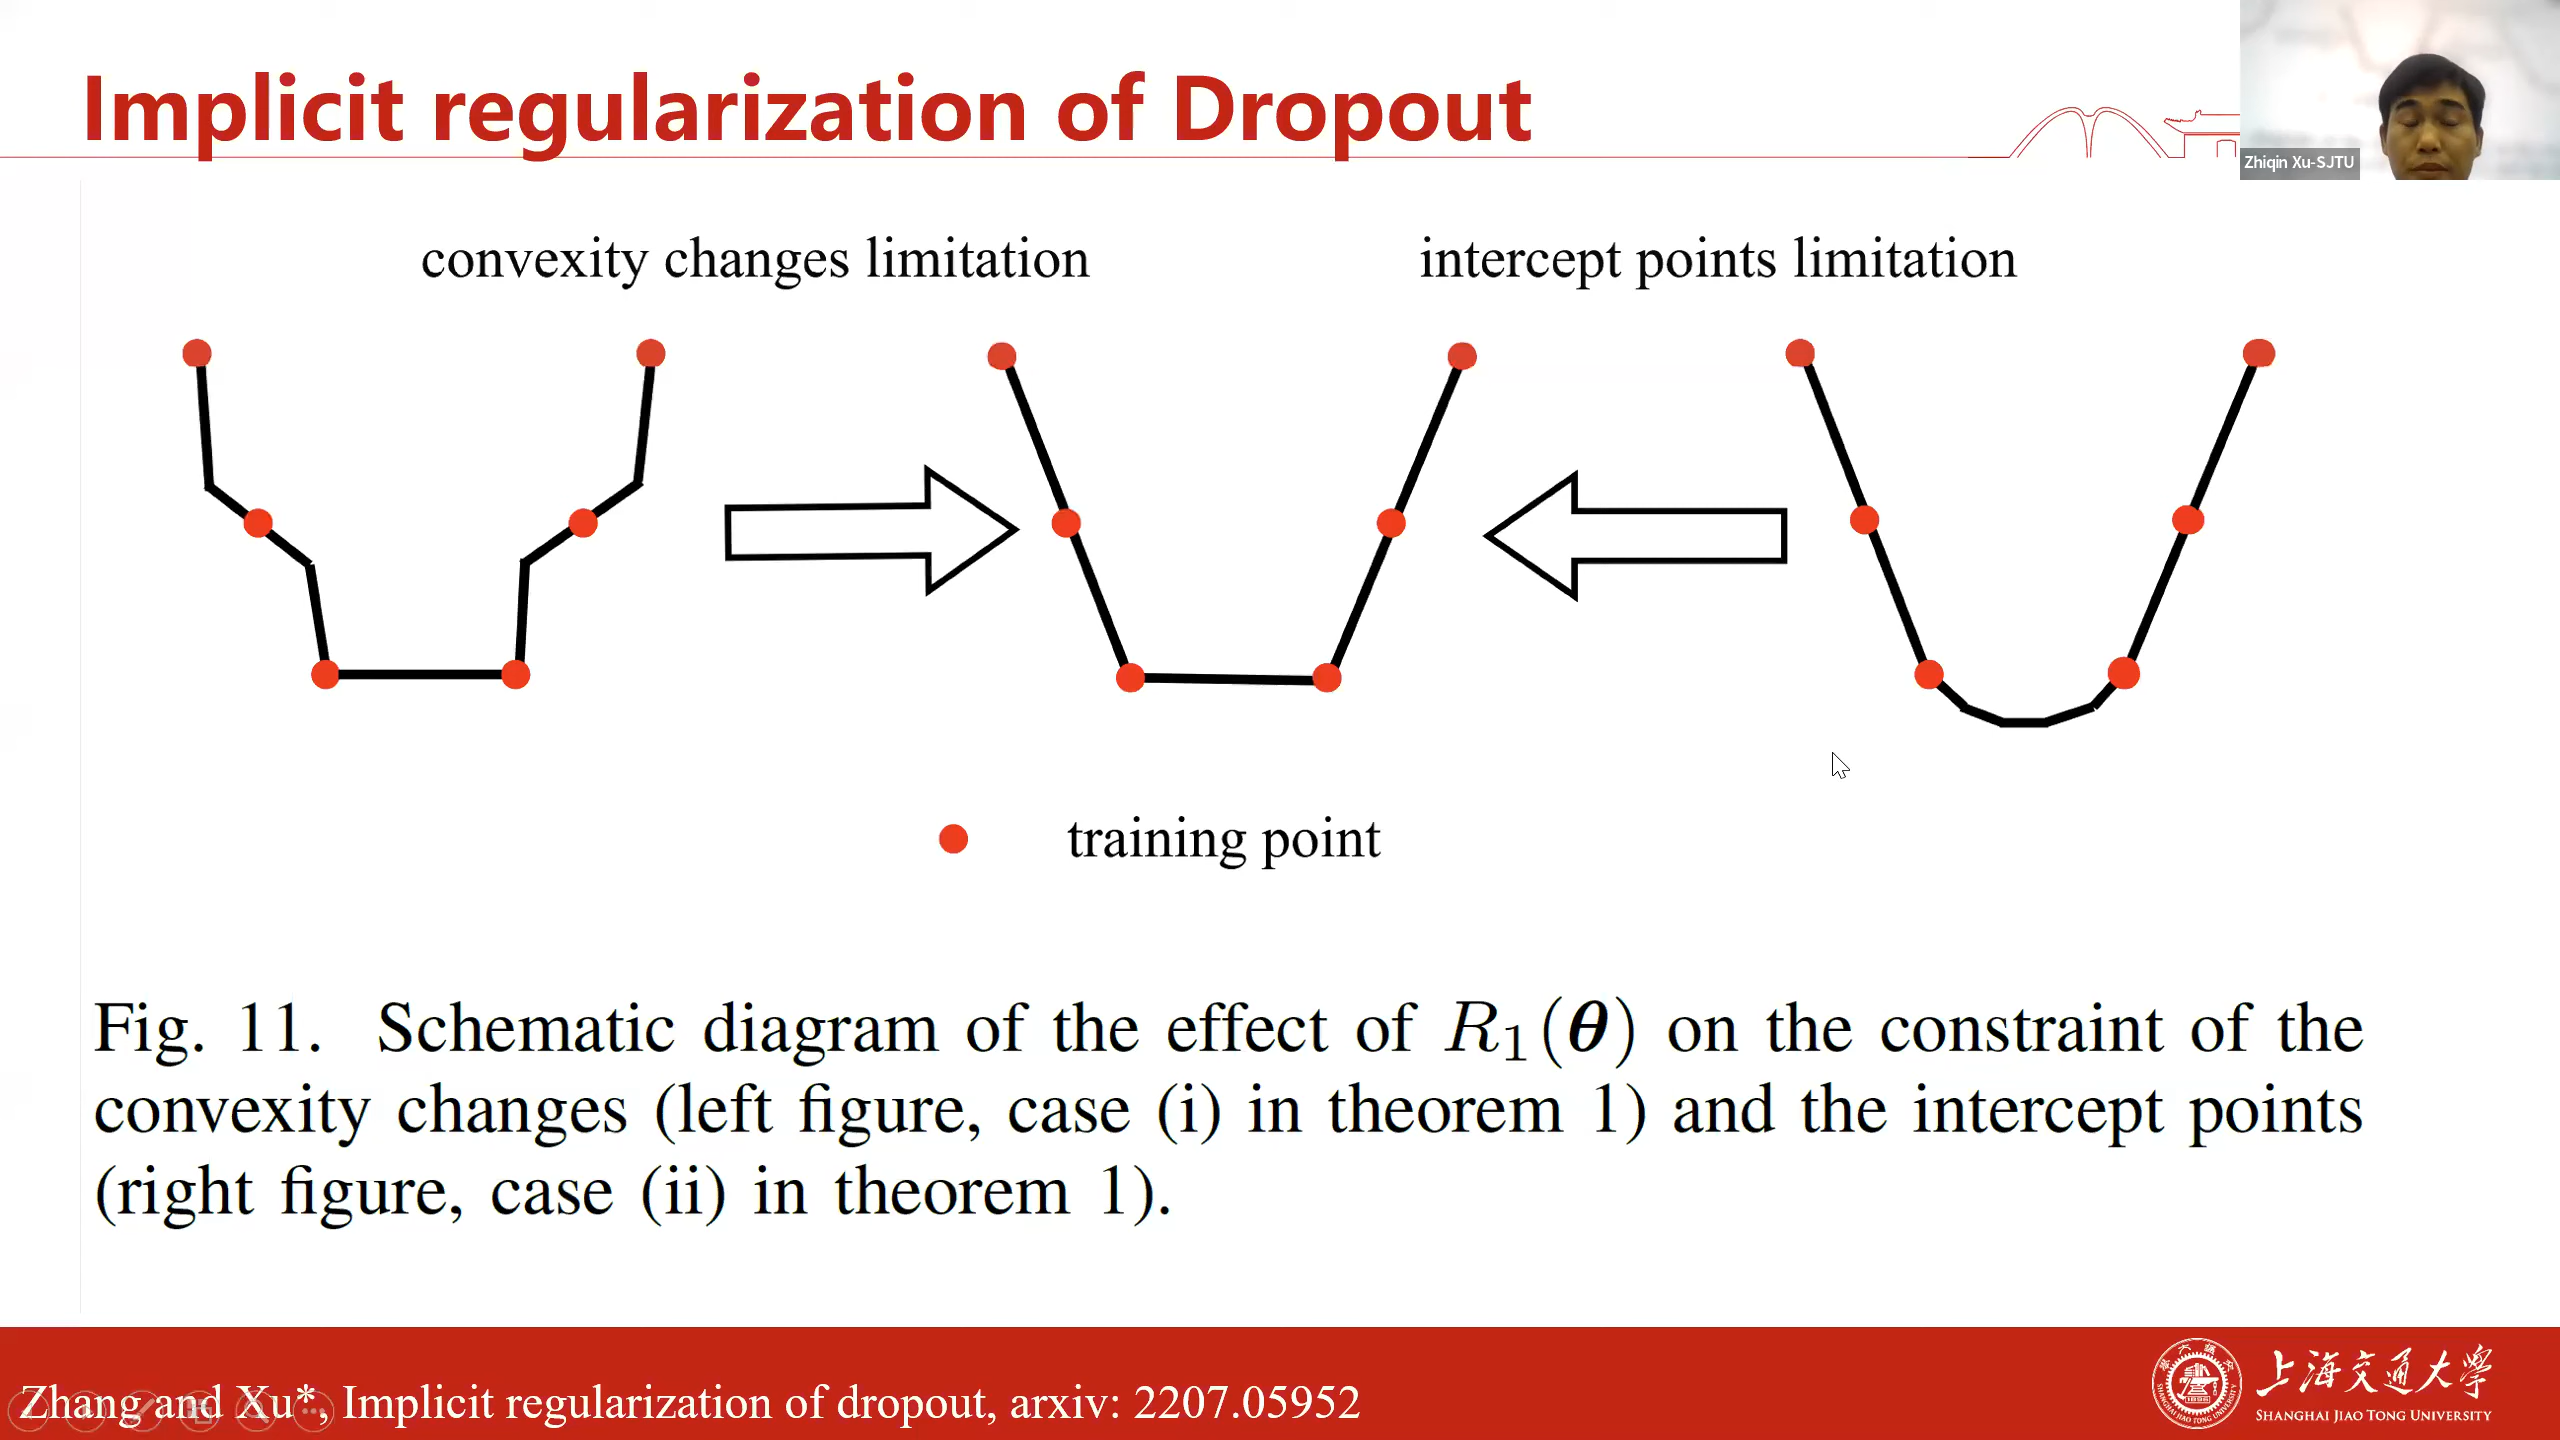 Implicit regularization of Dropout
Zhiqin Xu-SJTU
convexity changes limitation
intercept points limitation
training point
Fig. 11. Schematic diagram of the effect of R₁(θ) on the constraint of the
convexity changes (left figure, case (i) in theorem 1) and the intercept points
(right figure, case (ii) in theorem 1).
Zhang and Xu*, Implicit regularization of dropout, arxiv: 2207.05952
上海交通大學
SHANGHAI JIAO TONG UNIVERSITY